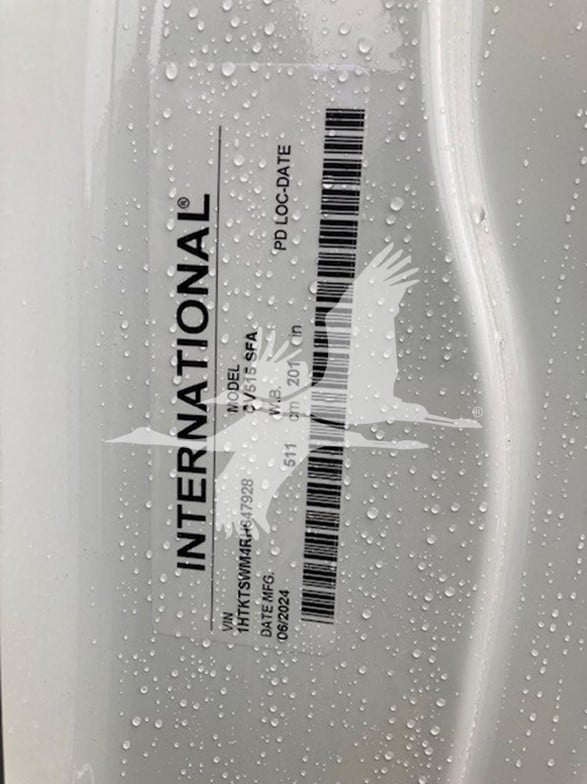 INTERNATIONAL®
VIN
1HTKTSWM4RH647928
MODEL
CV515 SFA
DATE MFG.
06/2024
W.B.
511 cm 201 in
PD LOC-DATE